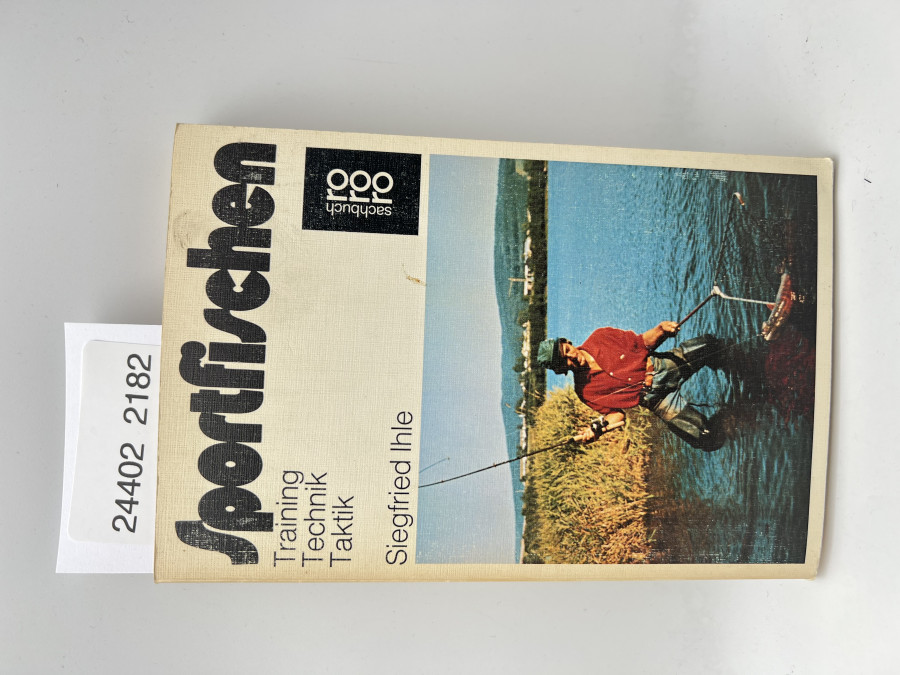 24402 2182
Sportfischen
Training
Technik
Taktik
Siegfried Ihle
rororo
sachbuch